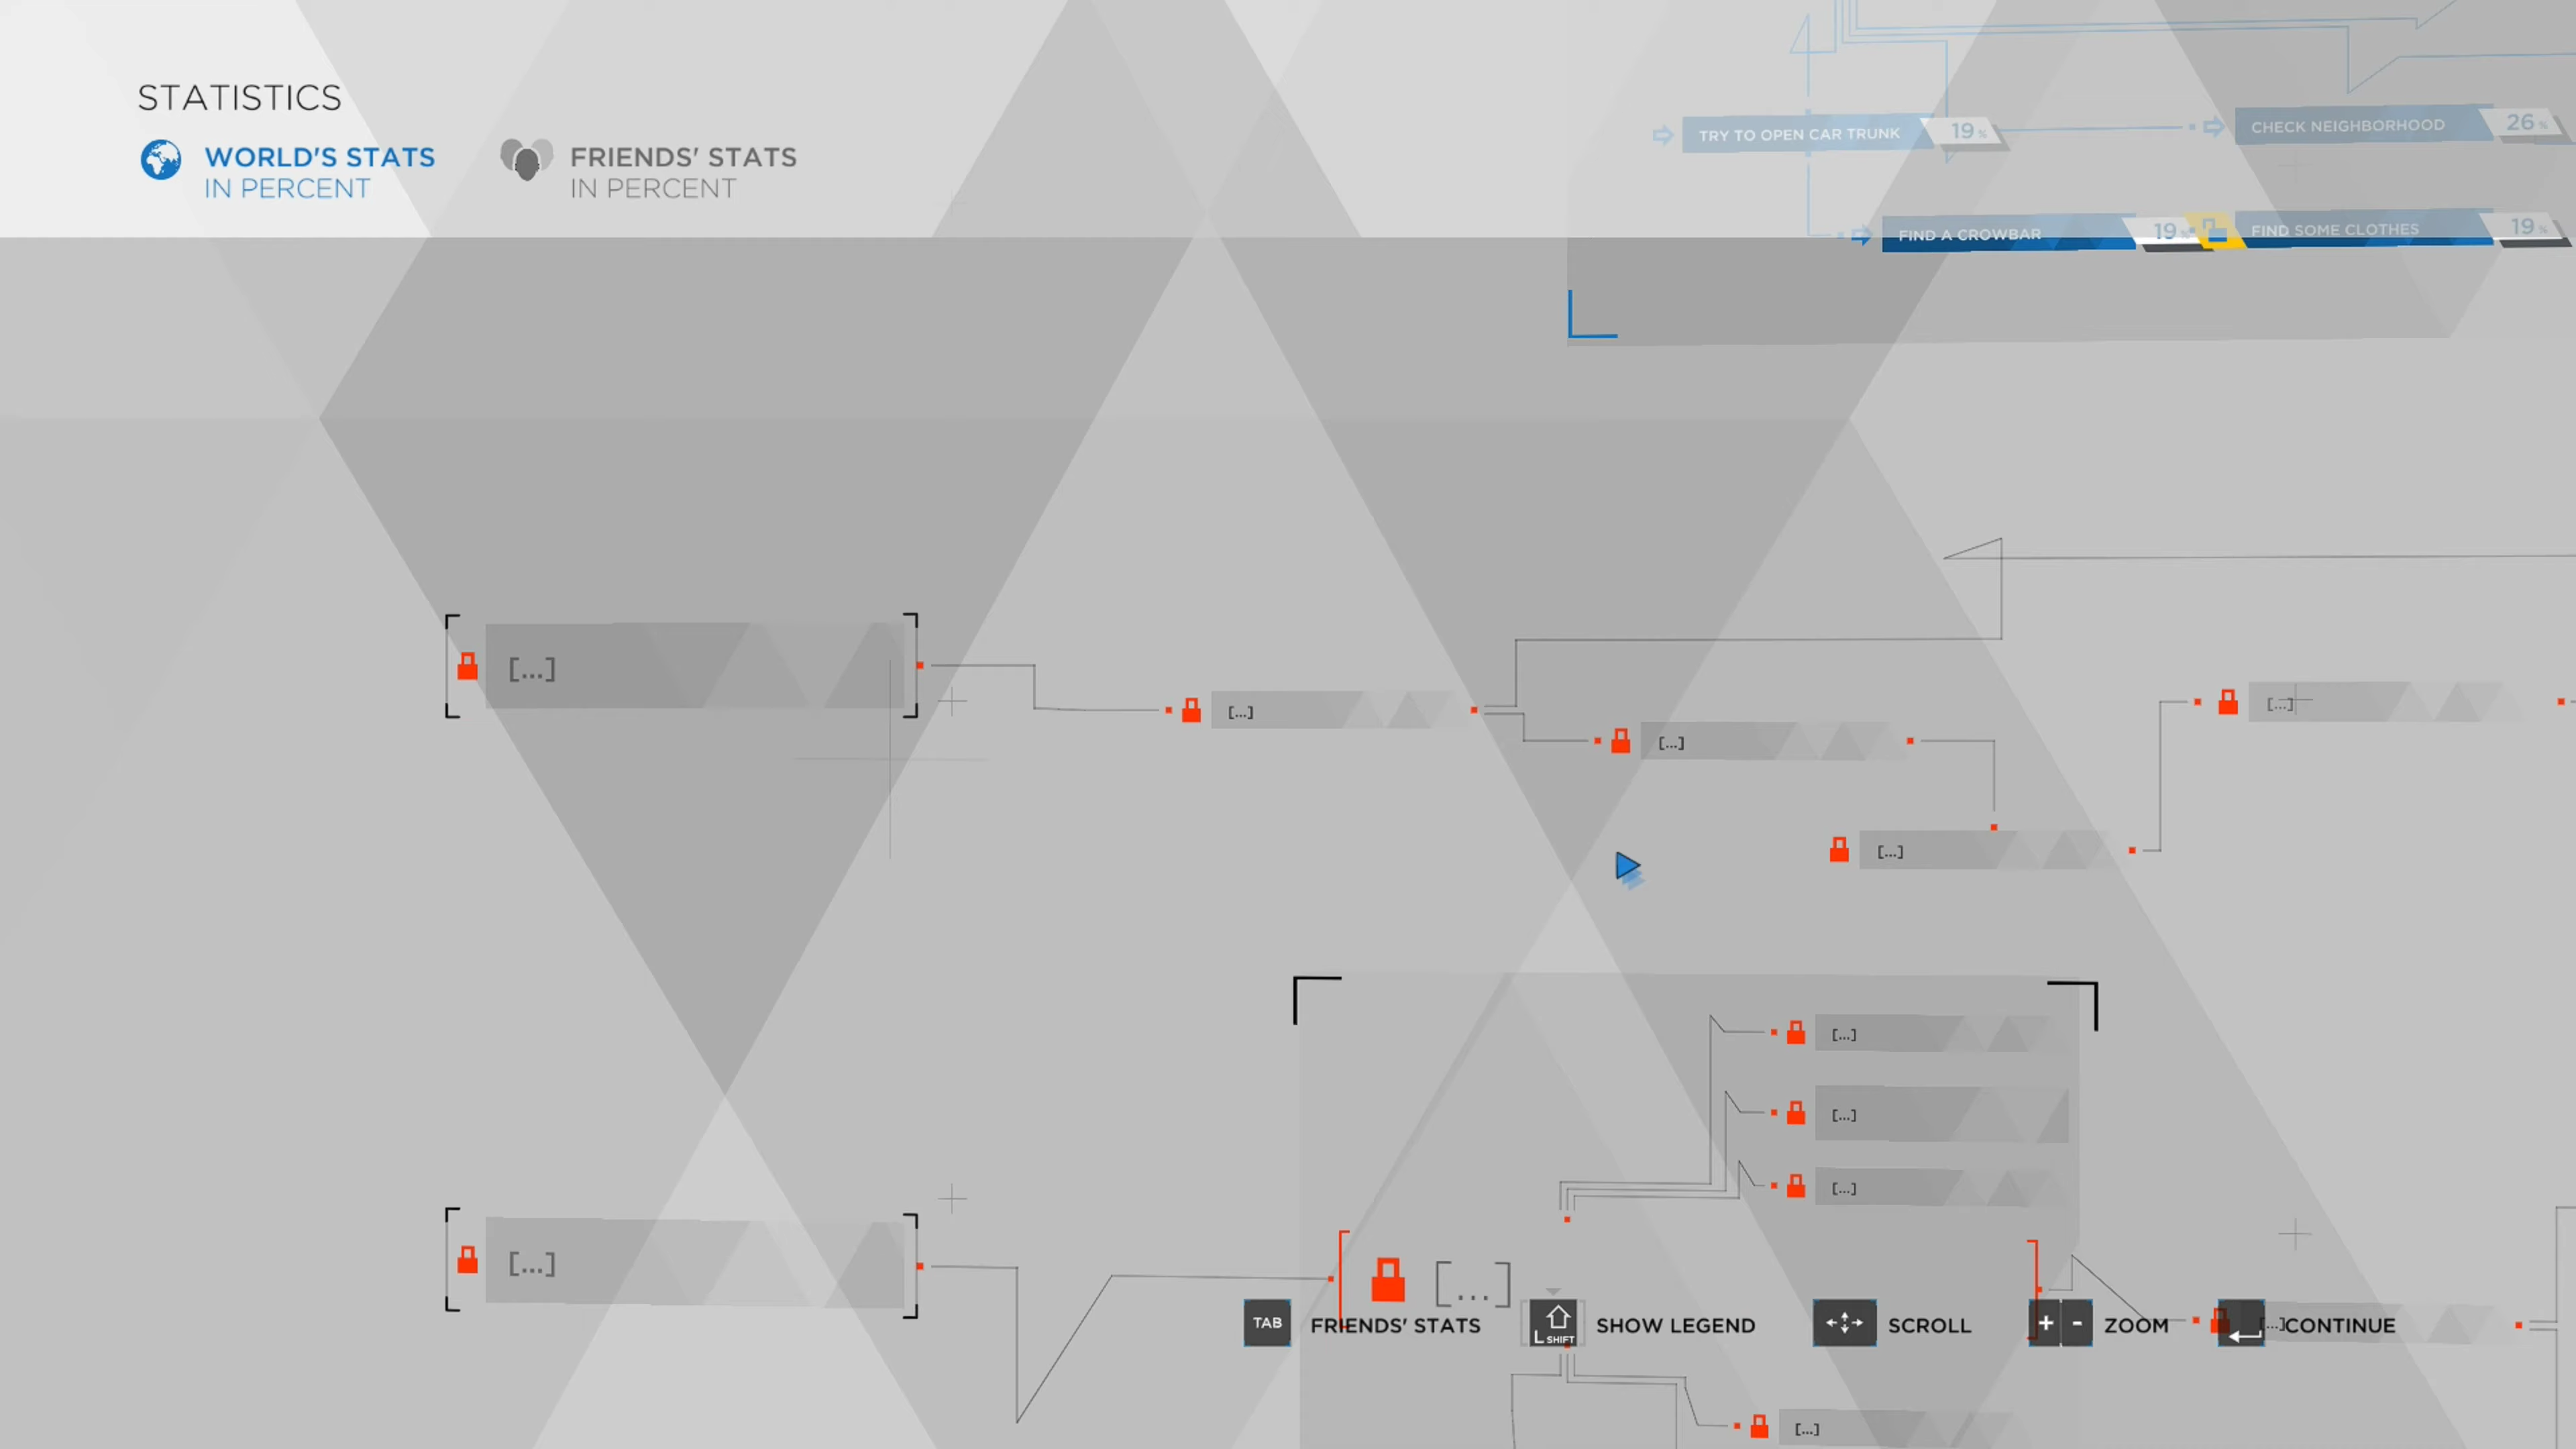 STATISTICS
WORLD'S STATS
IN PERCENT
FRIENDS' STATS
IN PERCENT
TRY TO OPEN CAR TRUNK 19%
CHECK NEIGHBORHOOD 26%
FIND A CROWBAR 19%
FIND SOME CLOTHES 19%
[...]
[...]
[...]
[...]
[...]
[...]
[...]
[...]
[...]
[...]
TAB FRIENDS' STATS
L SHIFT SHOW LEGEND
SCROLL
+ - ZOOM
[...]
CONTINUE
[...]